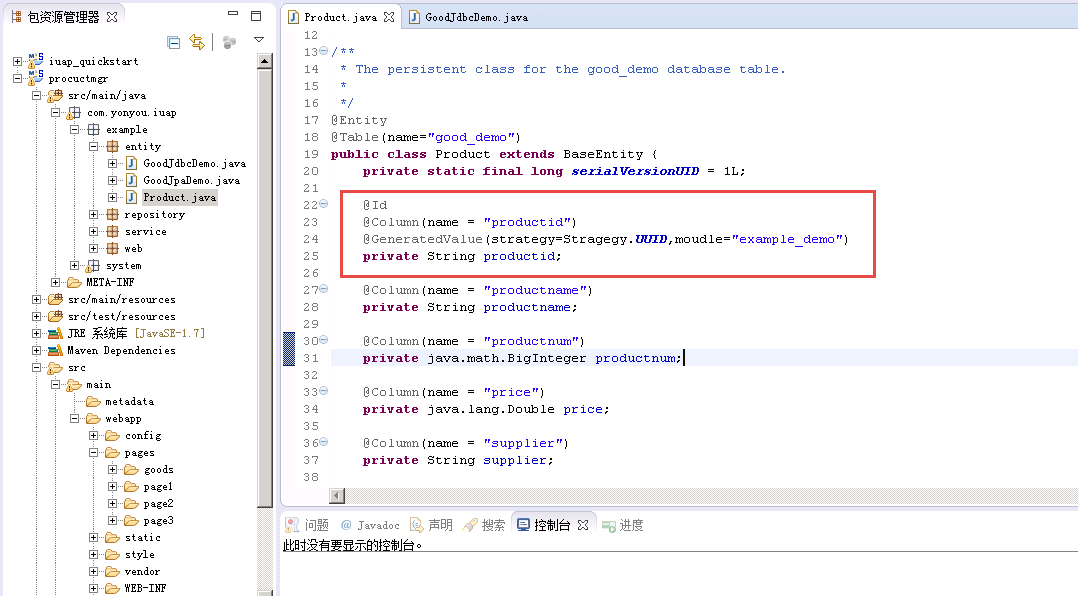 包资源管理器
iuap_quickstart
procuctmgr
src/main/java
com.yonyou.iuap
example
entity
GoodJdbcDemo.java
GoodJpaDemo.java
Product.java
repository
service
web
system
META-INF
src/main/resources
src/test/resources
JRE 系统库 [JavaSE-1.7]
Maven Dependencies
src
main
metadata
webapp
config
pages
goods
page1
page2
page3
static
style
vendor
WEB-INF
Product.java
GoodJdbcDemo.java
12
13 /**
14 * The persistent class for the good_demo database table.
15 *
16 */
17 @Entity
18 @Table(name="good_demo")
19 public class Product extends BaseEntity {
20 private static final long serialVersionUID = 1L;
21
22 @Id
23 @Column(name = "productid")
24 @GeneratedValue(strategy=Stragegy.UUID,moudle="example_demo")
25 private String productid;
26
27 @Column(name = "productname")
28 private String productname;
29
30 @Column(name = "productnum")
31 private java.math.BigInteger productnum;
32
33 @Column(name = "price")
34 private java.lang.Double price;
35
36 @Column(name = "supplier")
37 private String supplier;
38
问题 @ Javadoc 声明 搜索 控制台 进度
此时没有要显示的控制台。